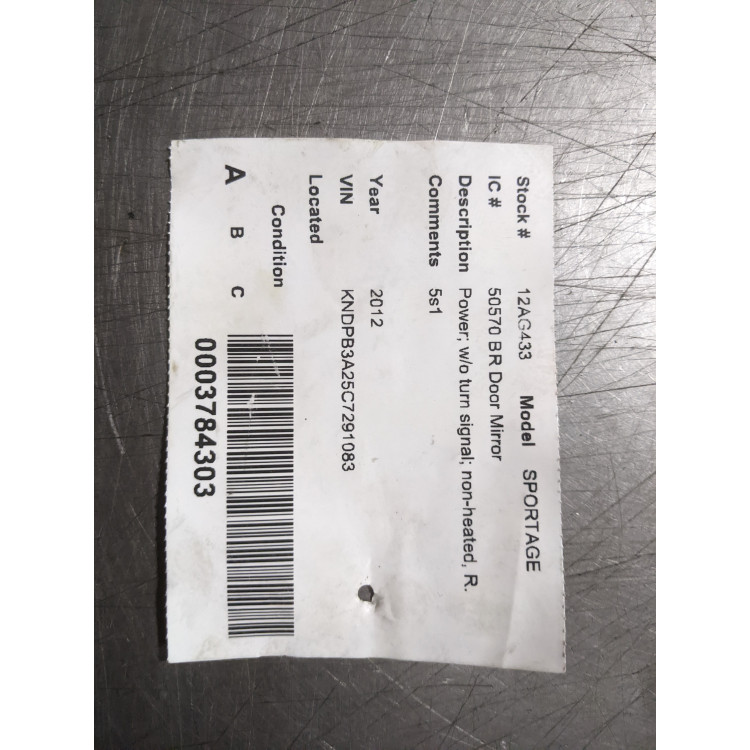 Stock # 12AG433 Model SPORTAGE
IC # 50570 BR Door Mirror
Description Power; w/o turn signal; non-heated, R.
Comments 5s1
Year 2012
VIN KNDPB3A25C7291083
Located
Condition
A B C
0003784303